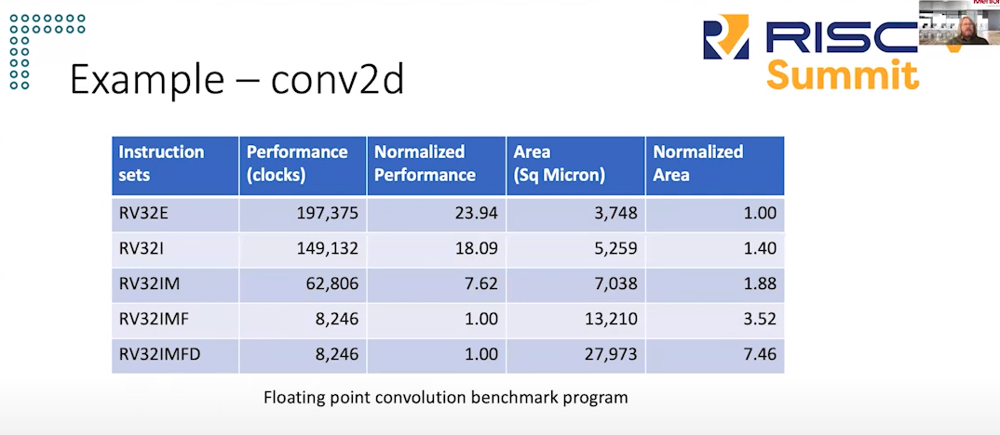 Mentor
RISC
Summit
Example – conv2d
Instruction sets Performance (clocks) Normalized Performance Area (Sq Micron) Normalized Area
RV32E 197,375 23.94 3,748 1.00
RV32I 149,132 18.09 5,259 1.40
RV32IM 62,806 7.62 7,038 1.88
RV32IMF 8,246 1.00 13,210 3.52
RV32IMFD 8,246 1.00 27,973 7.46
Floating point convolution benchmark program